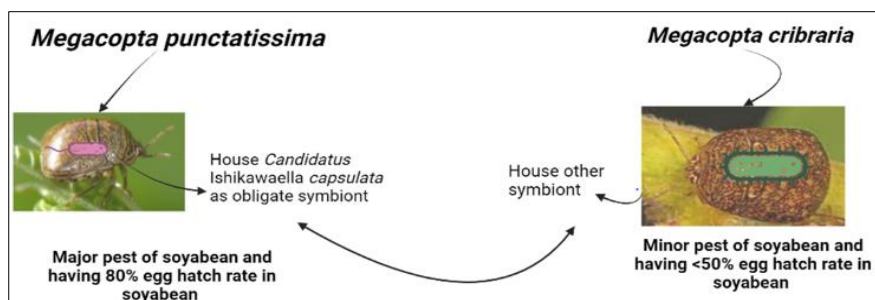 Megacopta punctatissima
Megacopta cribraria
House Candidatus
Ishikawaella capsulata
as obligate symbiont
House other
symbiont
Major pest of soyabean and
having 80% egg hatch rate in
soyabean
Minor pest of soyabean and
having <50% egg hatch rate in
soyabean